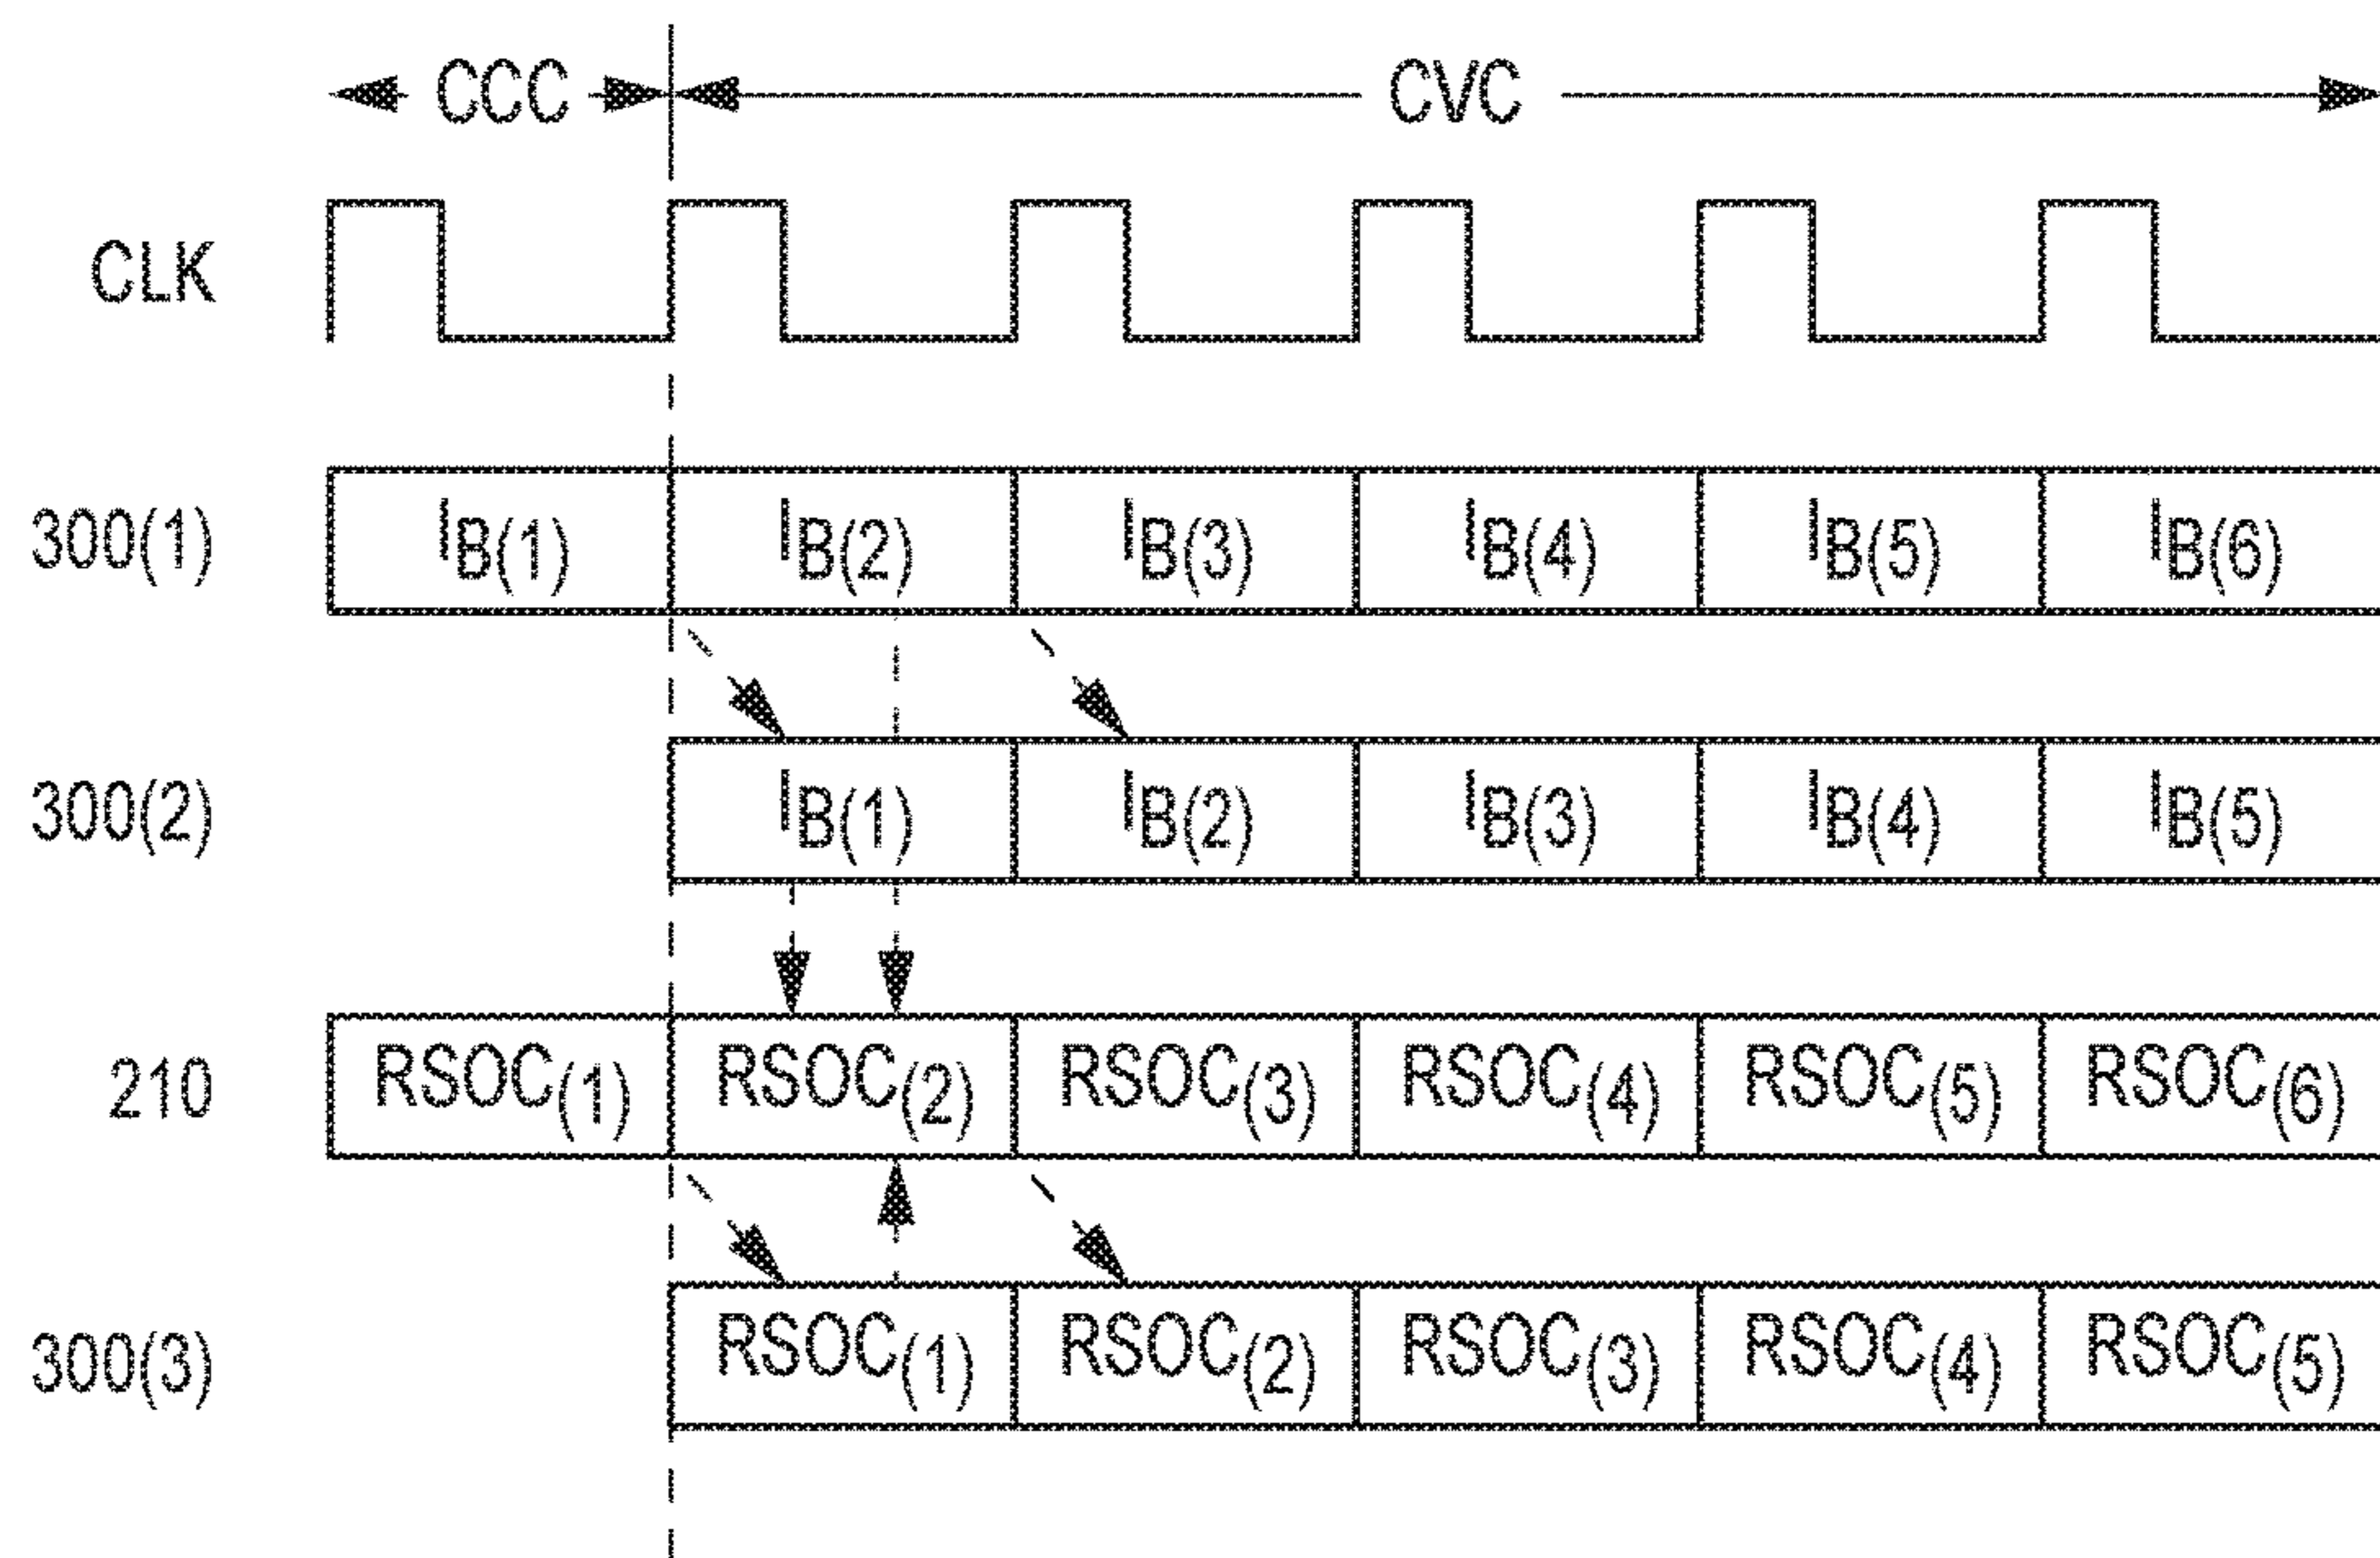 CCC CVC
CLK
300(1) IB(1) IB(2) IB(3) IB(4) IB(5) IB(6)
300(2) IB(1) IB(2) IB(3) IB(4) IB(5)
210 RSOC(1) RSOC(2) RSOC(3) RSOC(4) RSOC(5) RSOC(6)
300(3) RSOC(1) RSOC(2) RSOC(3) RSOC(4) RSOC(5)